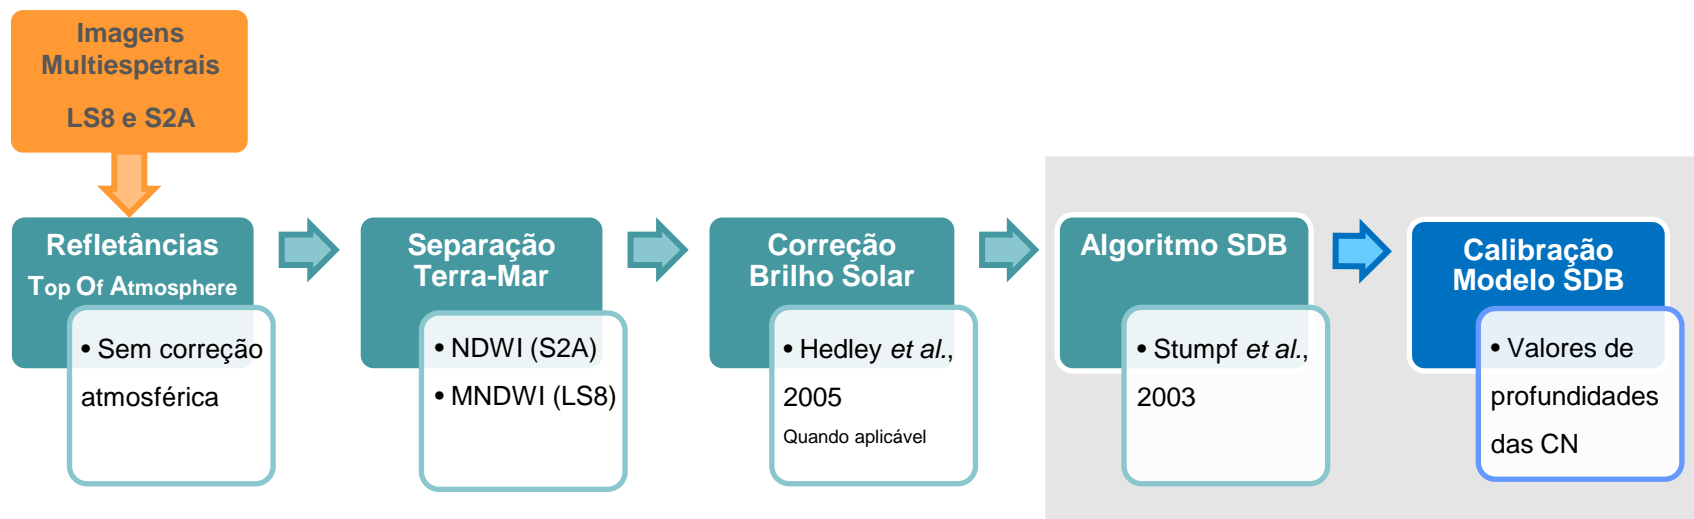 Imagens
Multiespetrais
LS8 e S2A
Refletâncias
Top Of Atmosphere
• Sem correção
atmosférica
Separação
Terra-Mar
• NDWI (S2A)
• MNDWI (LS8)
Correção
Brilho Solar
• Hedley et al.,
2005
Quando aplicável
Algoritmo SDB
• Stumpf et al.,
2003
Calibração
Modelo SDB
• Valores de
profundidades
das CN